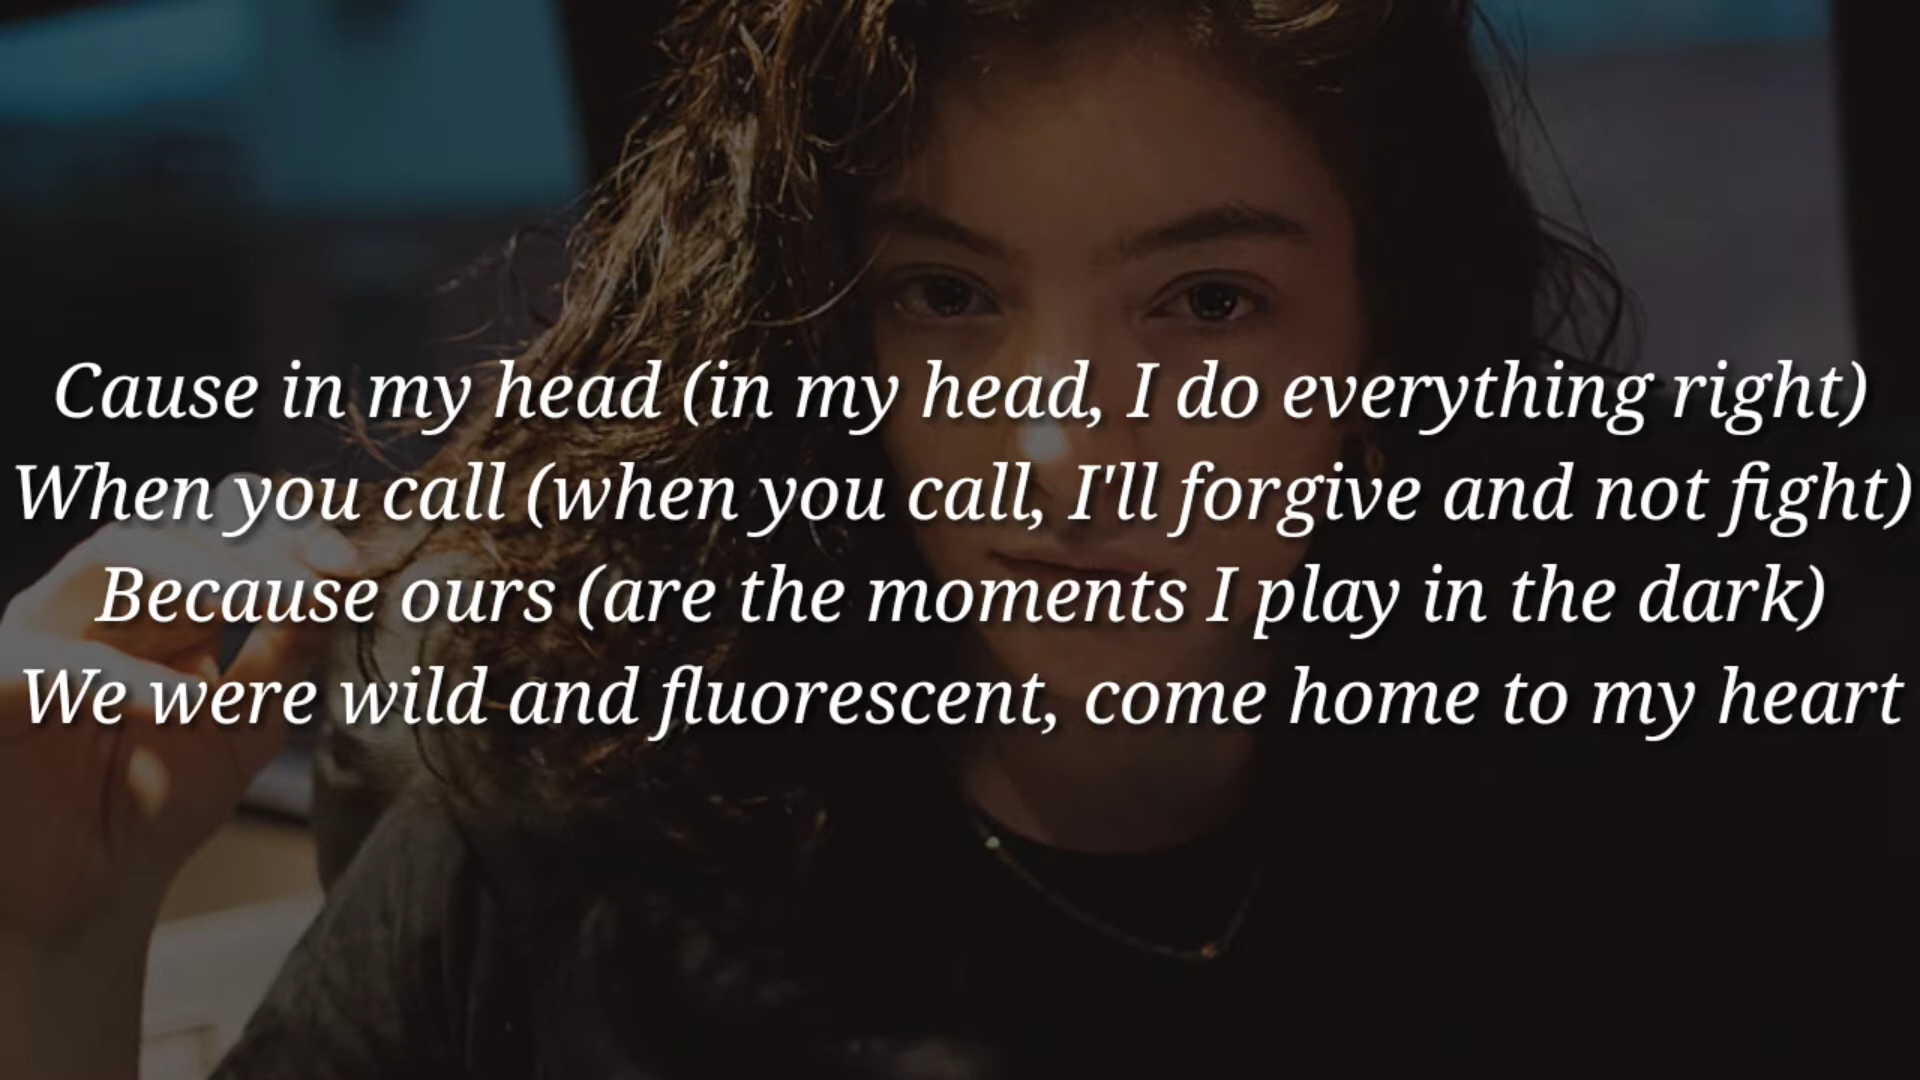 Cause in my head (in my head, I do everything right)
When you call (when you call, I'll forgive and not fight)
Because ours (are the moments I play in the dark)
We were wild and fluorescent, come home to my heart